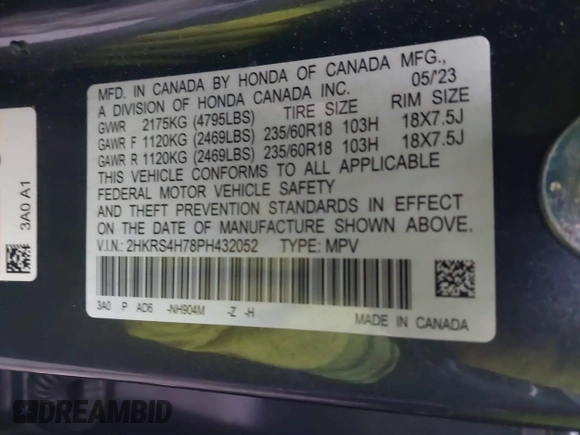 MFD. IN CANADA BY HONDA OF CANADA MFG.,
A DIVISION OF HONDA CANADA INC. 05/'23
GVWR 2175KG (4795LBS) TIRE SIZE RIM SIZE
GAWR F 1120KG (2469LBS) 235/60R18 103H 18X7.5J
GAWR R 1120KG (2469LBS) 235/60R18 103H 18X7.5J
THIS VEHICLE CONFORMS TO ALL APPLICABLE
FEDERAL MOTOR VEHICLE SAFETY
AND THEFT PREVENTION STANDARDS IN EFFECT
ON THE DATE OF MANUFACTURE SHOWN ABOVE.
V.I.N.: 2HKRS4H78PH432052 TYPE: MPV
3A0 P AD6 -NH904M -Z -H
MADE IN CANADA
3A0 A1
DREAMBID